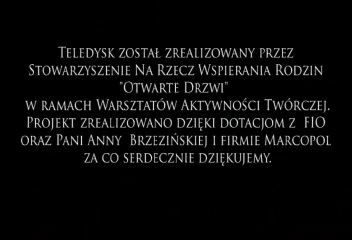 Teledysk został zrealizowany przez
Stowarzyszenie Na Rzecz Wspierania Rodzin
"Otwarte Drzwi"
w ramach Warsztatów Aktywności Twórczej.
Projekt zrealizowano dzięki dotacjom z FIO
oraz Pani Anny Brzezińskiej i firmie Marcopol
za co serdecznie dziękujemy.